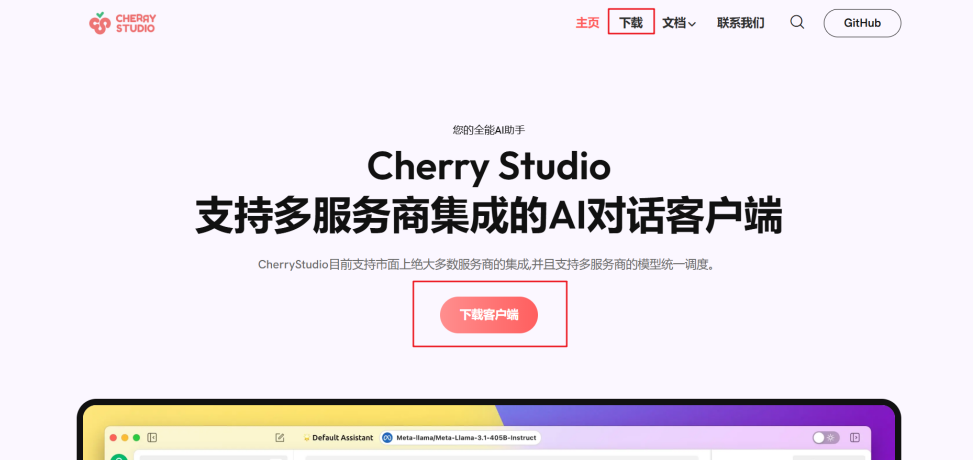 CHERRY
STUDIO
主页 下载 文档 联系我们 GitHub
您的全能AI助手
Cherry Studio
支持多服务商集成的AI对话客户端
CherryStudio目前支持市面上绝大多数服务商的集成,并且支持多服务商的模型统一调度。
下载客户端
Default Assistant Meta-llama/Meta-Llama-3.1-405B-Instruct